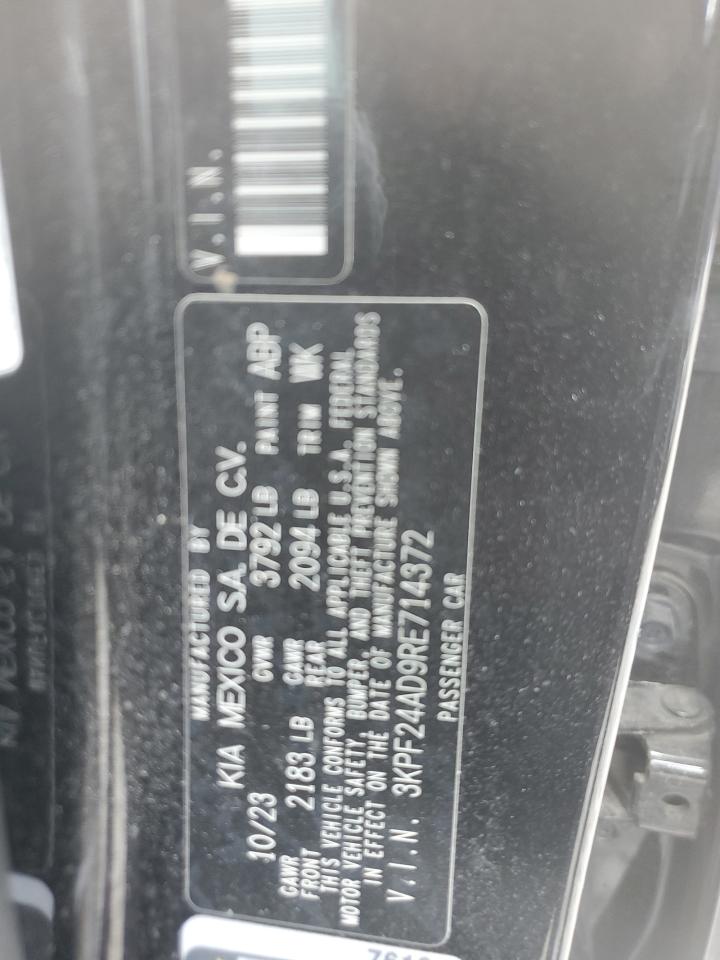 V.I.N.
MANUFACTURED BY
KIA MEXICO S.A. DE C.V.
10/23 GVWR 3792 LB PAINT ABP
GAWR FRONT 2183 LB GAWR REAR 2094 LB TRIM WK
THIS VEHICLE CONFORMS TO ALL APPLICABLE U.S.A. FEDERAL
MOTOR VEHICLE SAFETY, BUMPER, AND THEFT PREVENTION STANDARDS
IN EFFECT ON THE DATE OF MANUFACTURE SHOWN ABOVE.
V.I.N. 3KPF24AD9RE714372
PASSENGER CAR